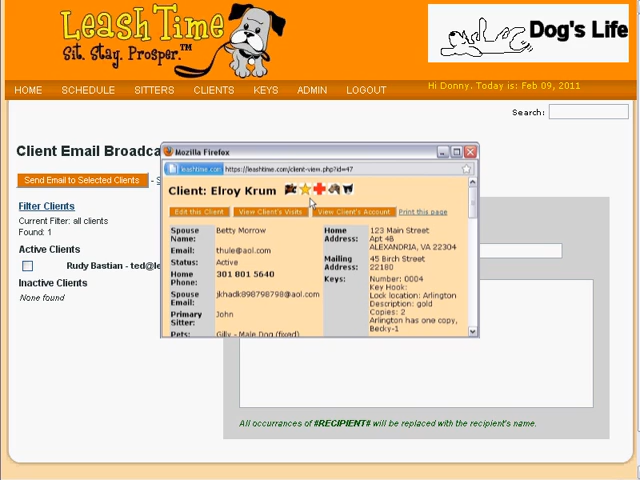 LeashTime
Sit. Stay. Prosper.™
Dog's Life
HOME SCHEDULE SITTERS CLIENTS KEYS ADMIN LOGOUT
Hi Donny. Today is: Feb 09, 2011
Search:
Client Email Broadca
Send Email to Selected Clients - S
Filter Clients
Current Filter: all clients
Found: 1
Active Clients
Rudy Bastian - ted@le
Inactive Clients
None found
Mozilla Firefox
leashtime.com https://leashtime.com/client-view.php?id=47
Client: Elroy Krum
Edit this Client View Client's Visits View Client's Account Print this page
Spouse Name: Betty Morrow
Email: thule@aol.com
Status: Active
Home Phone: 301 801 5640
Spouse Email: jkhadk898798798@aol.com
Primary Sitter: John
Pets: Gilly - Male Dog (fixed)
Home Address: 123 Main Street
Apt 4B
ALEXANDRIA, VA 22304
Mailing Address: 45 Birch Street
22180
Keys: Number: 0004
Key Hook:
Lock location: Arlington
Description: gold
Copies: 2
Arlington has one copy,
Becky-1
All occurrances of #RECIPIENT# will be replaced with the recipient's name.